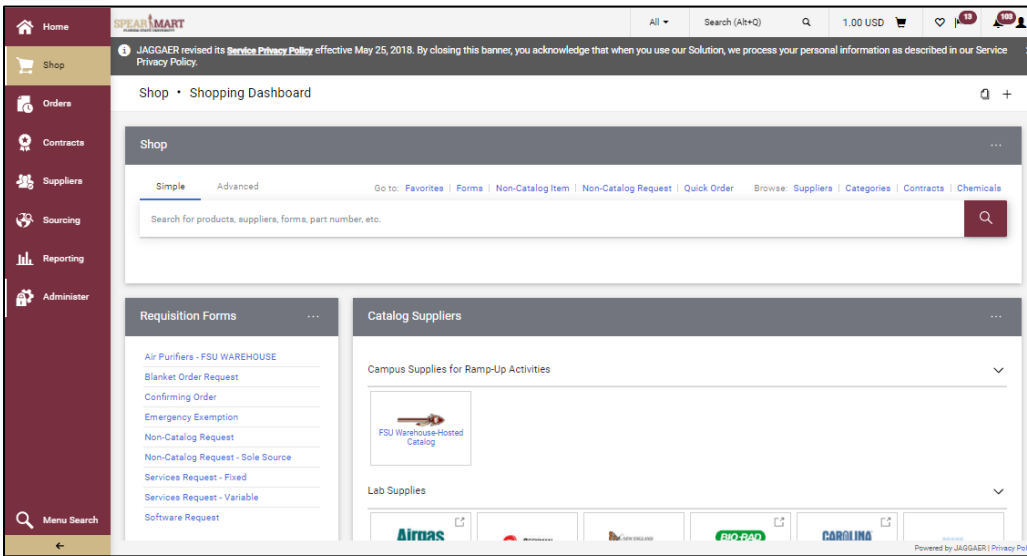 Home
SPEAR MART
FLORIDA STATE UNIVERSITY
All
Search (Alt+Q)
1.00 USD
13
103
JAGGAER revised its Service Privacy Policy effective May 25, 2018. By closing this banner, you acknowledge that when you use our Solution, we process your personal information as described in our Service
Privacy Policy.
Shop
Orders
Contracts
Suppliers
Sourcing
Reporting
Administer
Menu Search
Shop • Shopping Dashboard
Shop
Simple
Advanced
Go to: Favorites | Forms | Non-Catalog Item | Non-Catalog Request | Quick Order Browse: Suppliers | Categories | Contracts | Chemicals
Search for products, suppliers, forms, part number, etc.
Requisition Forms
Air Purifiers - FSU WAREHOUSE
Blanket Order Request
Confirming Order
Emergency Exemption
Non-Catalog Request
Non-Catalog Request - Sole Source
Services Request - Fixed
Services Request - Variable
Software Request
Catalog Suppliers
Campus Supplies for Ramp-Up Activities
FSU Warehouse-Hosted
Catalog
Lab Supplies
Airgas
NEW ENGLAND
BIO-RAD
CAROLINA
Powered by JAGGAER | Privacy Pol